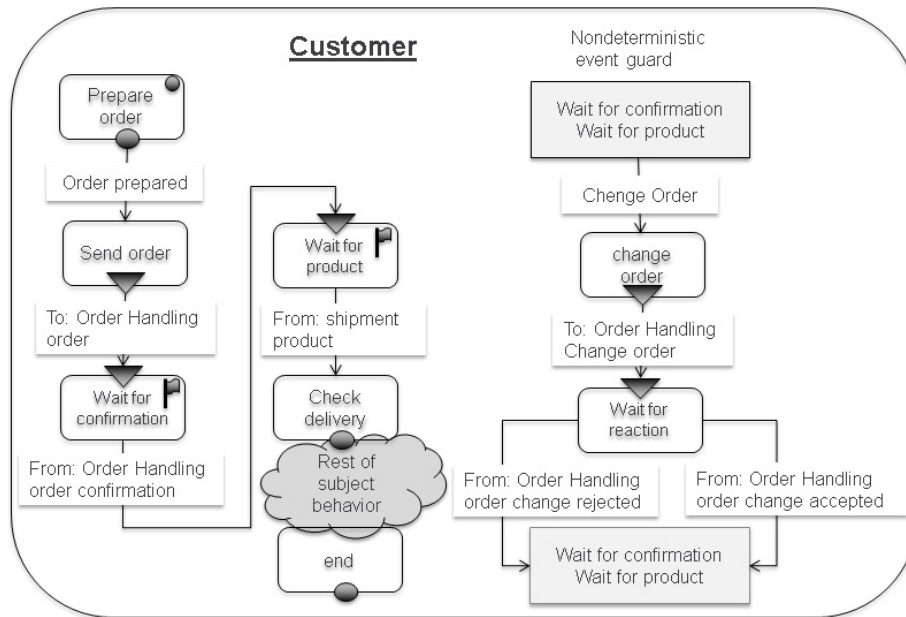 Customer
Prepare
order
Order prepared
Send order
To: Order Handling
order
Wait for
confirmation
From: Order Handling
order confirmation
Wait for
product
From: shipment
product
Check
delivery
Rest of
subject
behavior
end
Nondeterministic
event guard
Wait for confirmation
Wait for product
Chenge Order
change
order
To: Order Handling
Change order
Wait for
reaction
From: Order Handling
order change rejected
From: Order Handling
order change accepted
Wait for confirmation
Wait for product